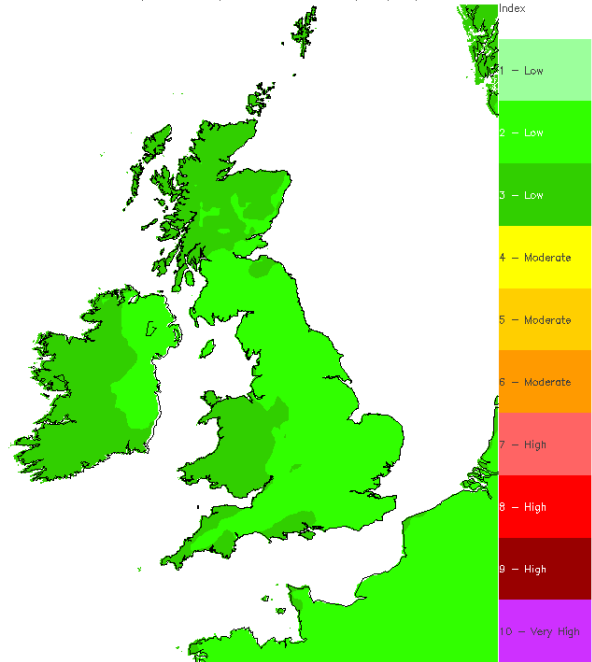 Index
1 - Low
2 - Low
3 - Low
4 - Moderate
5 - Moderate
6 - Moderate
7 - High
8 - High
9 - High
10 - Very High